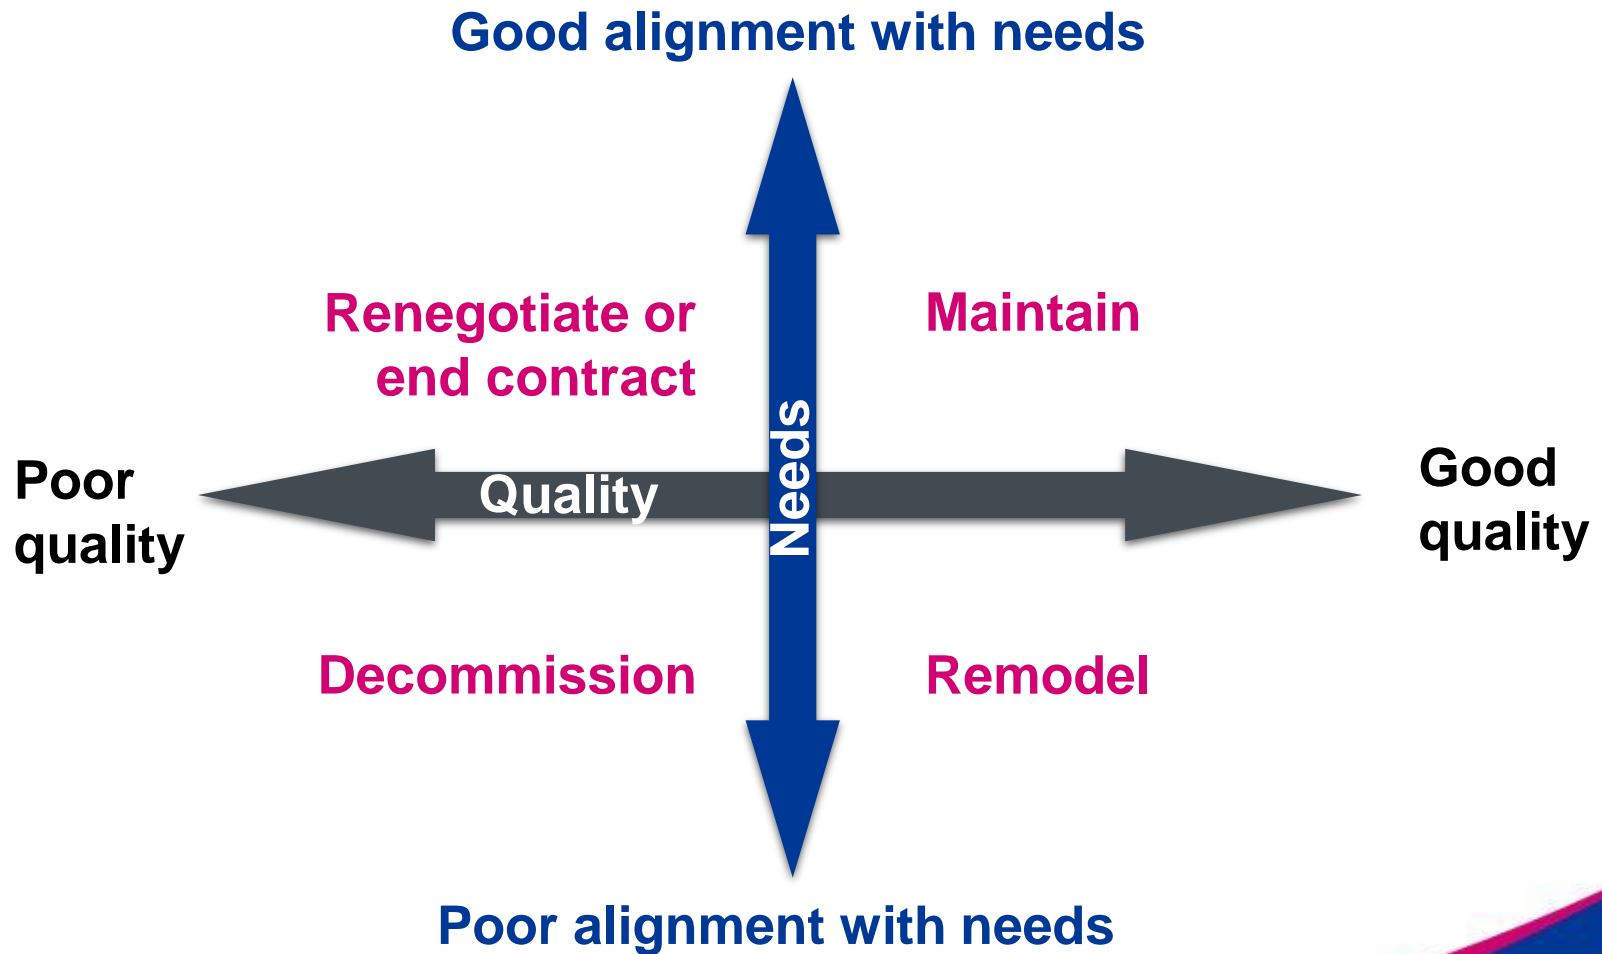 Good alignment with needs
Renegotiate or
end contract
Maintain
Poor
quality
Quality
Needs
Good
quality
Decommission
Remodel
Poor alignment with needs